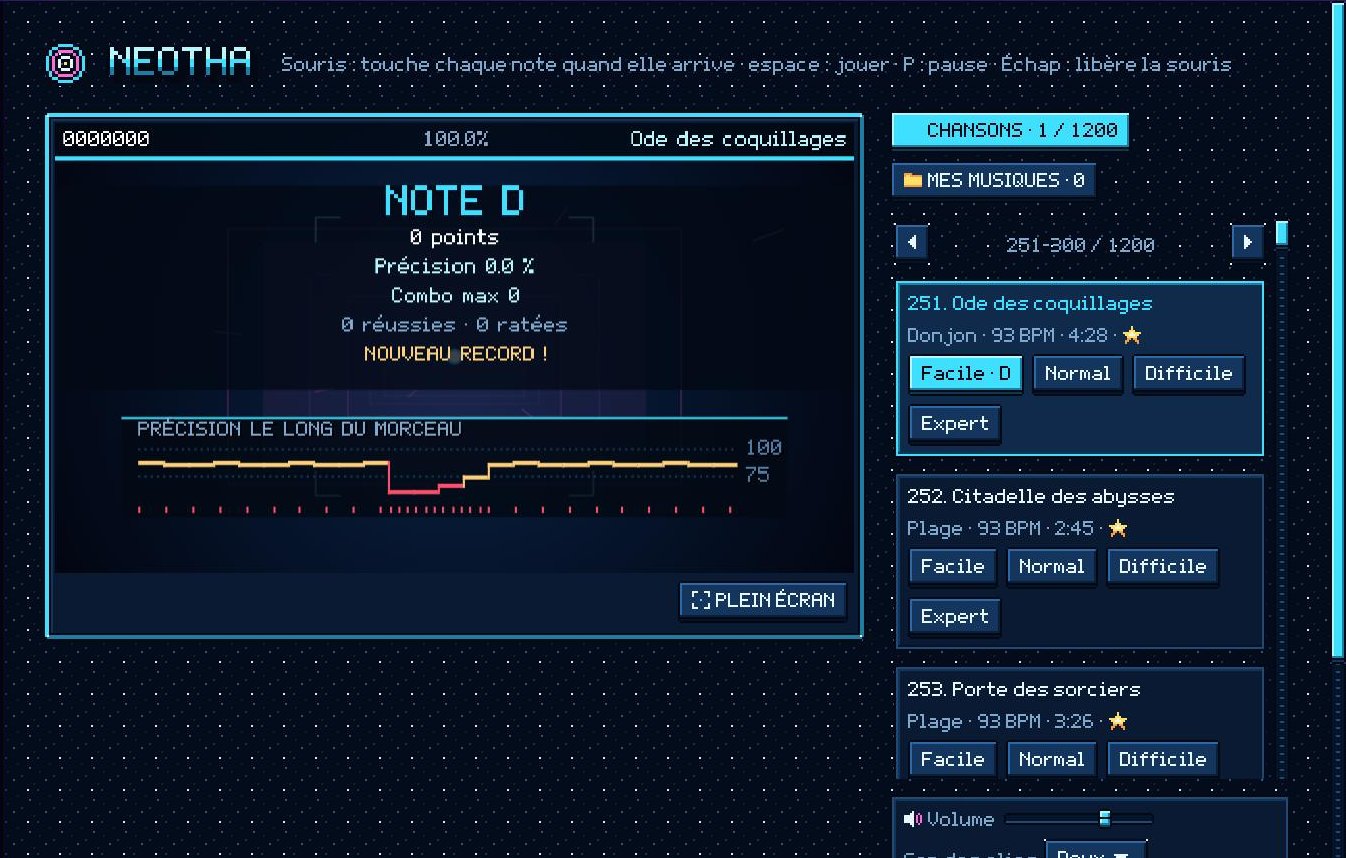 NEOTHA
Souris : touche chaque note quand elle arrive · espace : jouer · P : pause · Échap : libère la souris
0000000 100.0% Ode des coquillages
NOTE D
0 points
Précision 0.0 %
Combo max 0
0 réussies · 0 ratées
NOUVEAU RECORD !
PRÉCISION LE LONG DU MORCEAU
100
75
PLEIN ÉCRAN
CHANSONS · 1 / 1200
MES MUSIQUES · 0
251-300 / 1200
251. Ode des coquillages
Donjon · 93 BPM · 4:28 ·
Facile · D Normal Difficile
Expert
252. Citadelle des abysses
Plage · 93 BPM · 2:45 ·
Facile Normal Difficile
Expert
253. Porte des sorciers
Plage · 93 BPM · 3:26 ·
Facile Normal Difficile
Volume